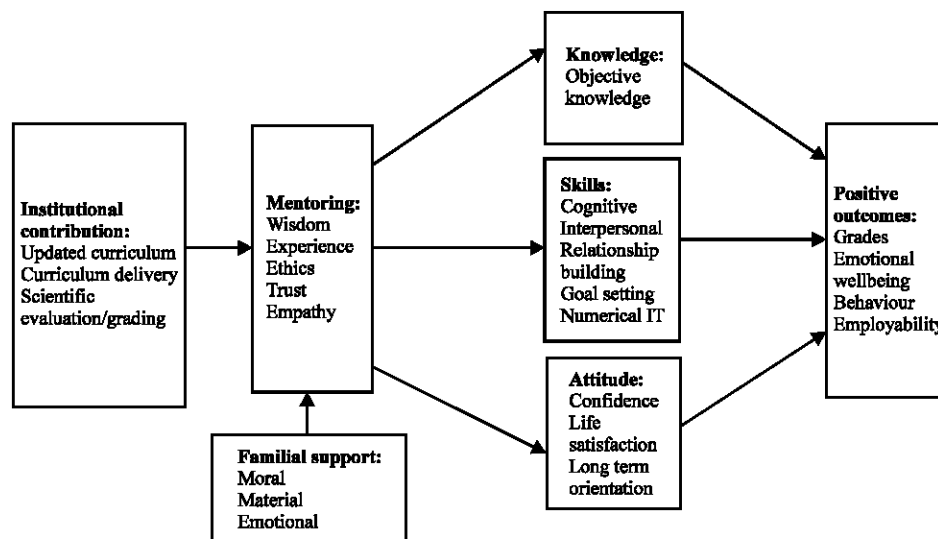 Institutional
contribution:
Updated curriculum
Curriculum delivery
Scientific
evaluation/grading
Mentoring:
Wisdom
Experience
Ethics
Trust
Empathy
Familial support:
Moral
Material
Emotional
Knowledge:
Objective
knowledge
Skills:
Cognitive
Interpersonal
Relationship
building
Goal setting
Numerical IT
Attitude:
Confidence
Life
satisfaction
Long term
orientation
Positive
outcomes:
Grades
Emotional
wellbeing
Behaviour
Employability